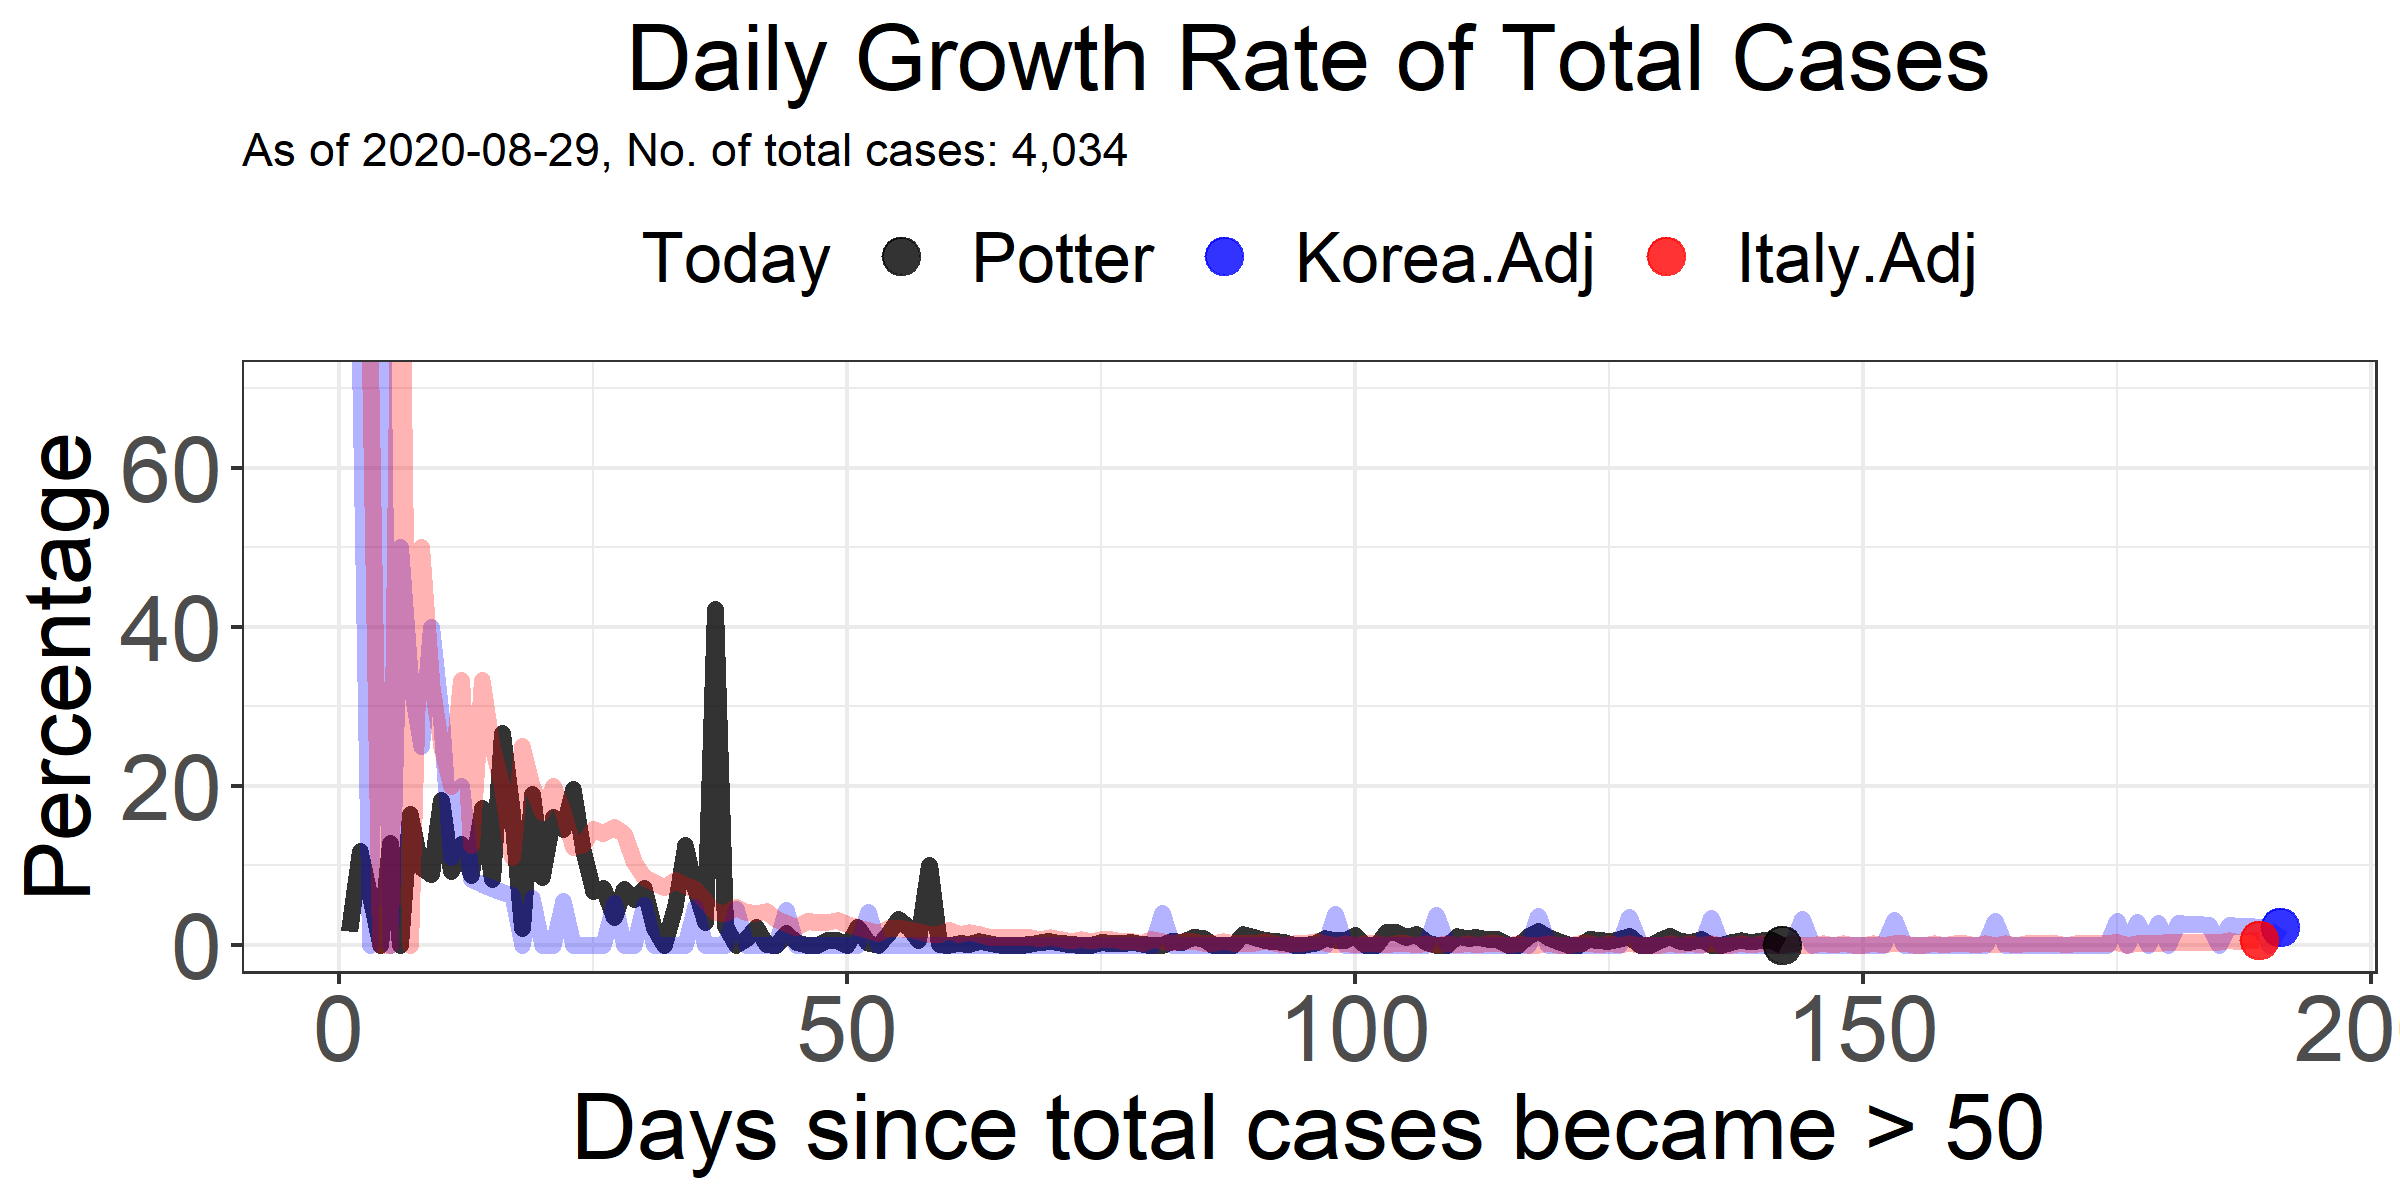 Daily Growth Rate of Total Cases
As of 2020-08-29, No. of total cases: 4,034
Today Potter Korea.Adj Italy.Adj
Percentage
60
40
20
0
0 50 100 150 20
Days since total cases became > 50